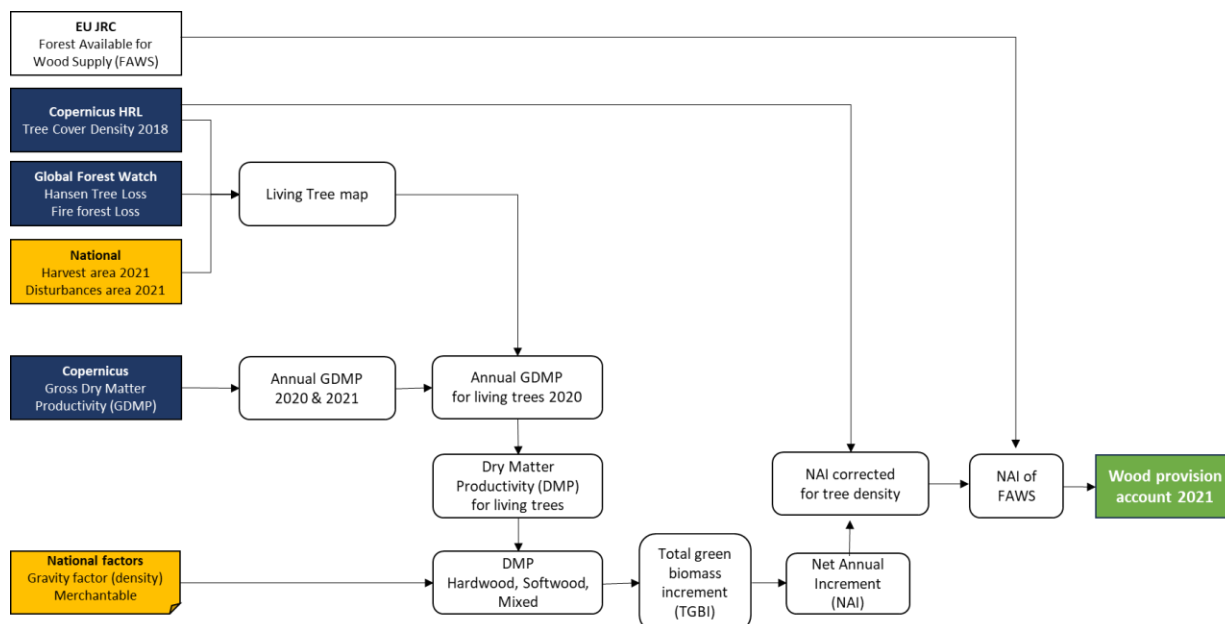 EU JRC
Forest Available for
Wood Supply (FAWS)
Copernicus HRL
Tree Cover Density 2018
Global Forest Watch
Hansen Tree Loss
Fire forest Loss
Living Tree map
National
Harvest area 2021
Disturbances area 2021
Copernicus
Gross Dry Matter
Productivity (GDMP)
Annual GDMP
2020 & 2021
Annual GDMP
for living trees 2020
Dry Matter
Productivity (DMP)
for living trees
NAI corrected
for tree density
NAI of
FAWS
Wood provision
account 2021
National factors
Gravity factor (density)
Merchantable
DMP
Hardwood, Softwood,
Mixed
Total green
biomass
increment
(TGBI)
Net Annual
Increment
(NAI)